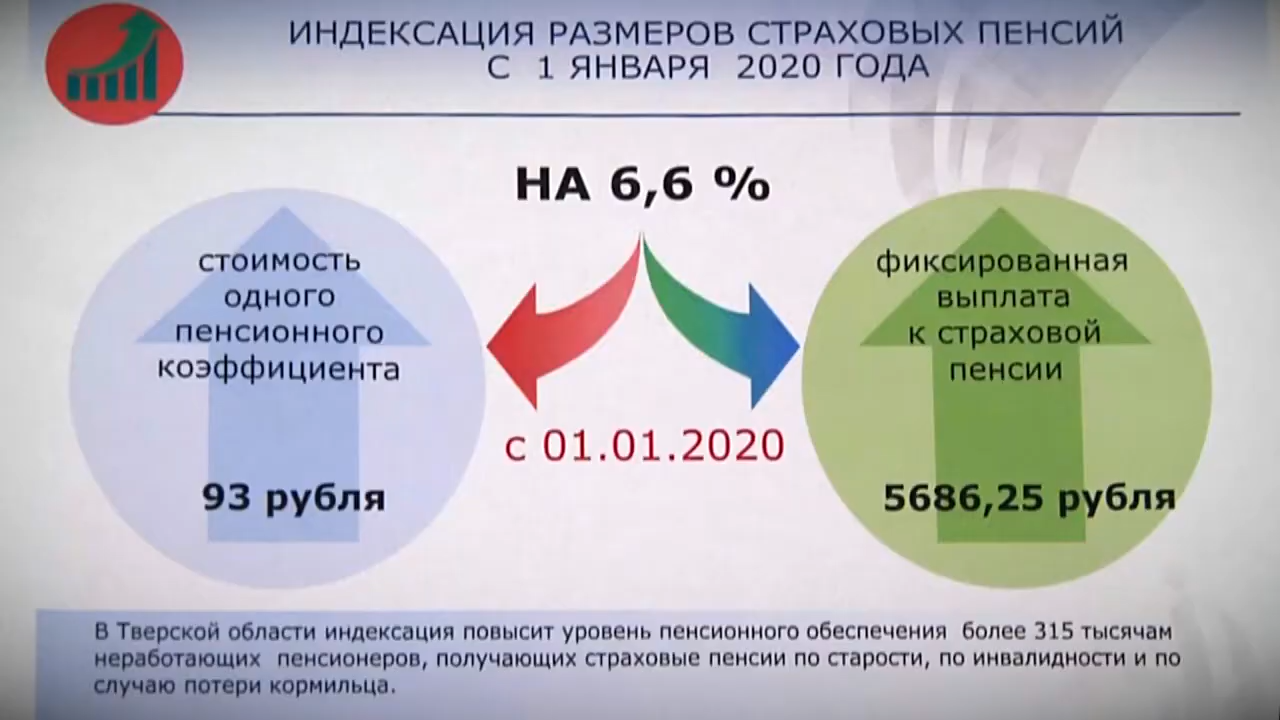 ИНДЕКСАЦИЯ РАЗМЕРОВ СТРАХОВЫХ ПЕНСИЙ
С 1 ЯНВАРЯ 2020 ГОДА
НА 6,6 %
стоимость
одного
пенсионного
коэффициента
93 рубля
с 01.01.2020
фиксированная
выплата
к страховой
пенсии
5686,25 рубля
В Тверской области индексация повысит уровень пенсионного обеспечения более 315 тысячам
неработающих пенсионеров, получающих страховые пенсии по старости, по инвалидности и по
случаю потери кормильца.